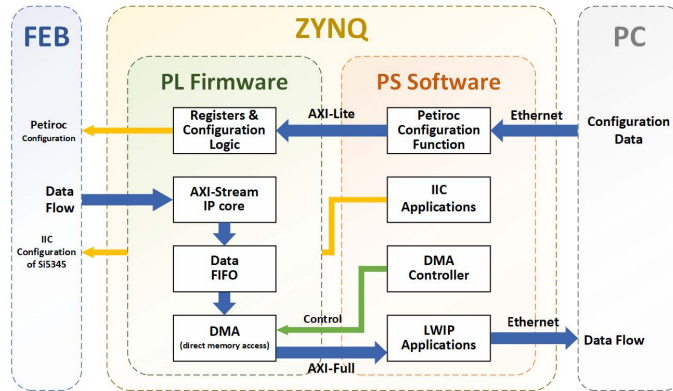 FEB
ZYNQ
PC
PL Firmware
PS Software
Petiroc
Configuration
Registers &
Configuration
Logic
AXI-Lite
Petiroc
Configuration
Function
Ethernet
Configuration
Data
Data
Flow
AXI-Stream
IP core
IIC
Applications
IIC
Configuration
of Si5345
Data
FIFO
DMA
Controller
Control
DMA
(direct memory access)
AXI-Full
LWIP
Applications
Ethernet
Data Flow